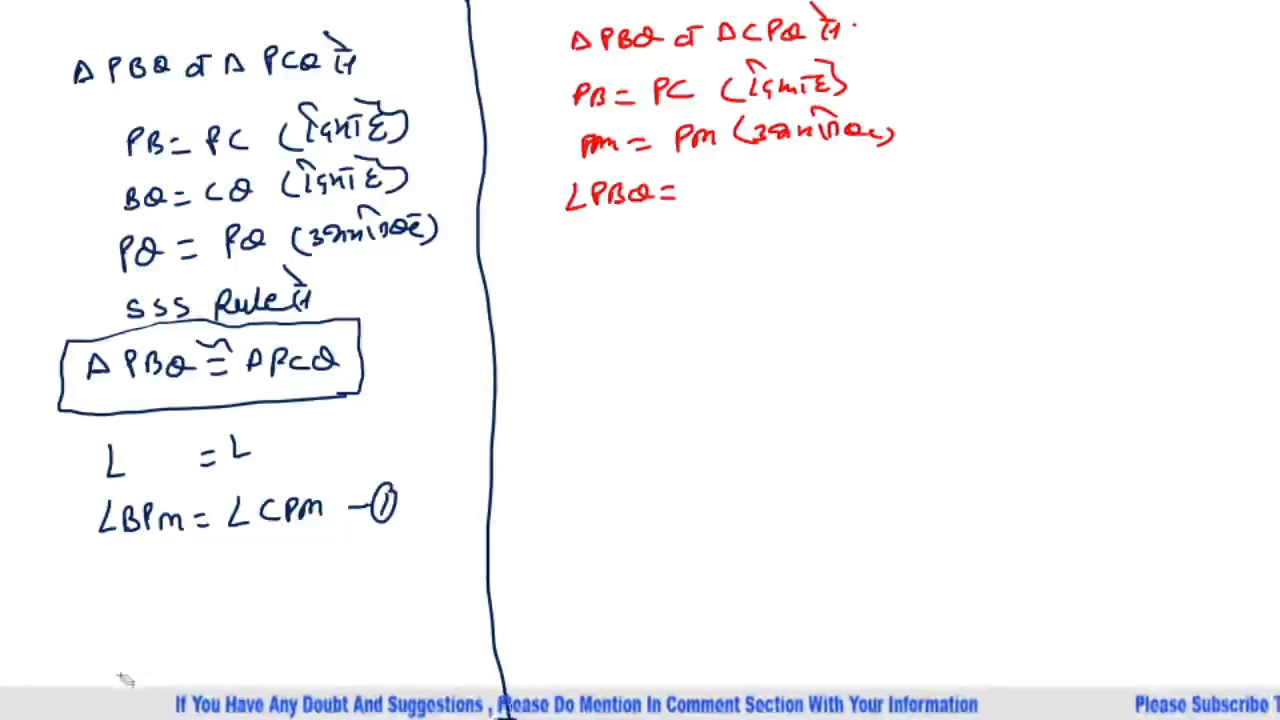 Δ PBQ व Δ PCQ में
PB = PC (दिया है)
BQ = CQ (दिया है)
PQ = PQ (उभयनिष्ठ)
SSS Rule से
Δ PBQ ≅ Δ PCQ
∠ = ∠
∠BPM = ∠CPM –①
Δ PBQ व Δ CPQ में
PB = PC (दिया है)
PM = PM (उभयनिष्ठ)
∠PBQ =
If You Have Any Doubt And Suggestions , Please Do Mention In Comment Section With Your Information Please Subscribe T